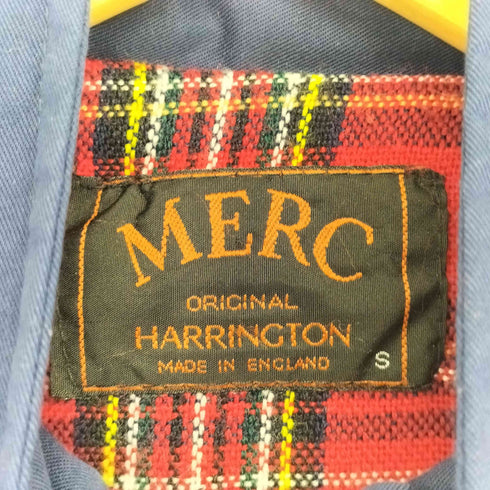 MERC
ORIGINAL
HARRINGTON
MADE IN ENGLAND
S